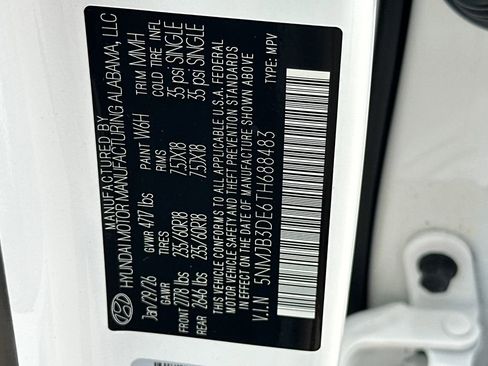 MANUFACTURED BY
HYUNDAI MOTOR MANUFACTURING ALABAMA, LLC
Jan/29/26 GVWR 4717 lbs PAINT W6H TRIM MMH
GAWR TIRES RIMS COLD TIRE INFL
FRONT 2778 lbs 235/60R18 7.5JX18 35 psi SINGLE
REAR 2646 lbs 235/60R18 7.5JX18 35 psi SINGLE
THIS VEHICLE CONFORMS TO ALL APPLICABLE U.S.A. FEDERAL
MOTOR VEHICLE SAFETY AND THEFT PREVENTION STANDARDS
IN EFFECT ON THE DATE OF MANUFACTURE SHOWN ABOVE.
V.I.N 5NMJB3DE6TH688483 TYPE: MPV